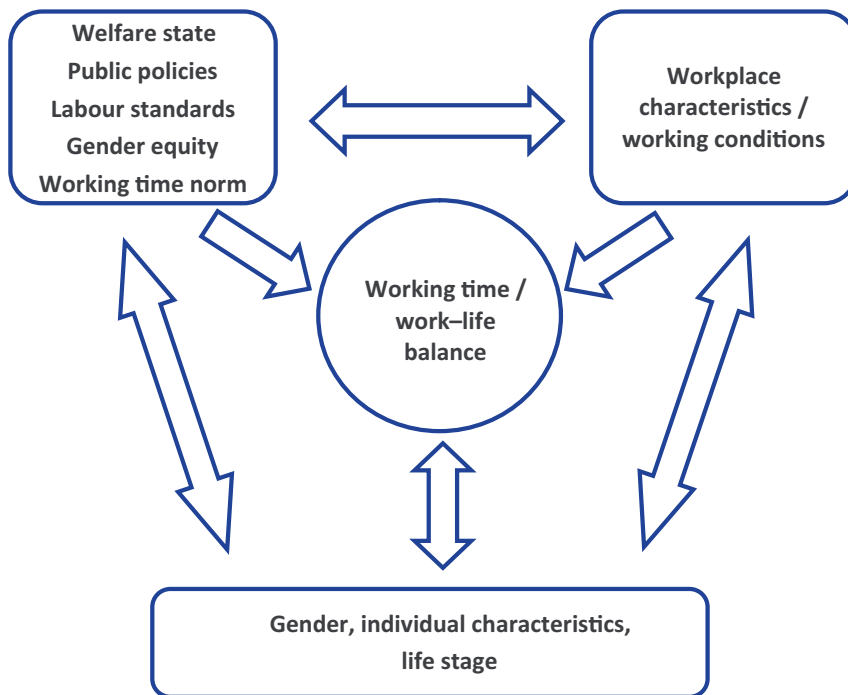 Welfare state
Public policies
Labour standards
Gender equity
Working time norm
Workplace
characteristics /
working conditions
Working time /
work–life
balance
Gender, individual characteristics,
life stage